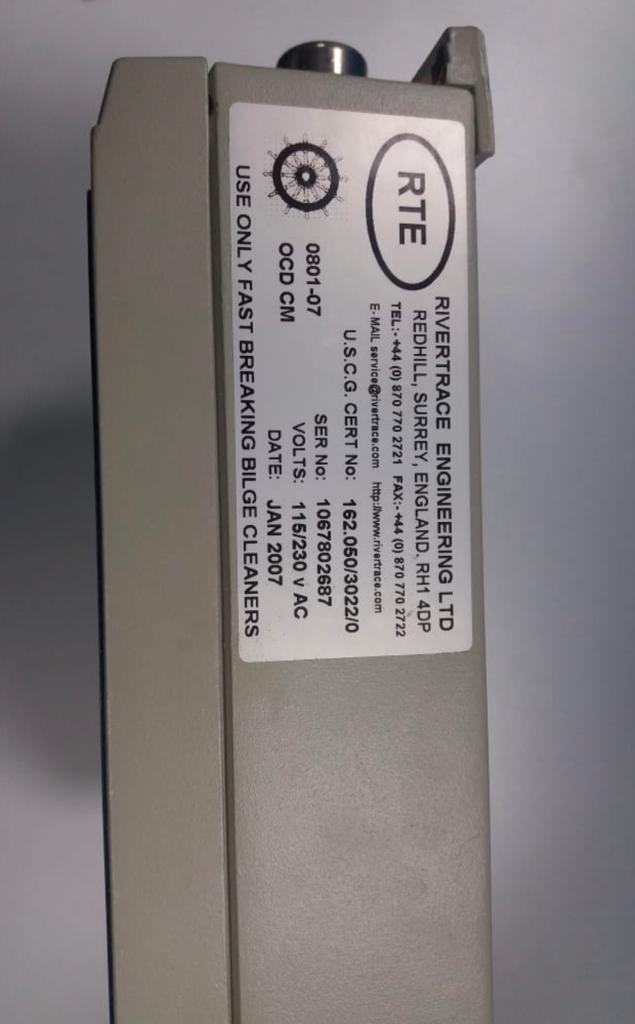 RTE
RIVERTRACE ENGINEERING LTD
REDHILL, SURREY, ENGLAND. RH1 4DP
TEL:- +44 (0) 870 770 2721 FAX:- +44 (0) 870 770 2722
E- MAIL service@rivertrace.com http:\\www.rivertrace.com
U.S.C.G. CERT No: 162.050/3022/0
0801-07 SER No: 1067802687
OCD CM VOLTS: 115/230 v AC
DATE: JAN 2007
USE ONLY FAST BREAKING BILGE CLEANERS